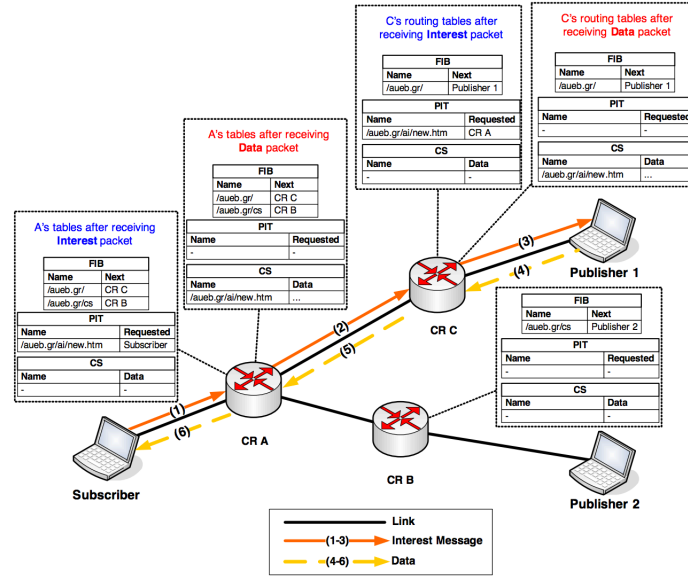 C's routing tables after
receiving Interest packet
FIB
Name Next
/aueb.gr/ Publisher 1
PIT
Name Requested
/aueb.gr/ai/new.htm CR A
CS
Name Data
- -
C's routing tables after
receiving Data packet
FIB
Name Next
/aueb.gr/ Publisher 1
PIT
Name Requested
- -
CS
Name Data
/aueb.gr/ai/new.htm ...
A's tables after receiving
Data packet
FIB
Name Next
/aueb.gr/ CR C
/aueb.gr/cs CR B
PIT
Name Requested
- -
CS
Name Data
/aueb.gr/ai/new.htm ...
A's tables after receiving
Interest packet
FIB
Name Next
/aueb.gr/ CR C
/aueb.gr/cs CR B
PIT
Name Requested
/aueb.gr/ai/new.htm Subscriber
CS
Name Data
- -
(3)
(4)
Publisher 1
CR C
(2)
(5)
FIB
Name Next
/aueb.gr/cs Publisher 2
PIT
Name Requested
- -
CS
Name Data
- -
(1)
(6)
CR A
Subscriber
CR B
Publisher 2
Link
(1-3) Interest Message
(4-6) Data